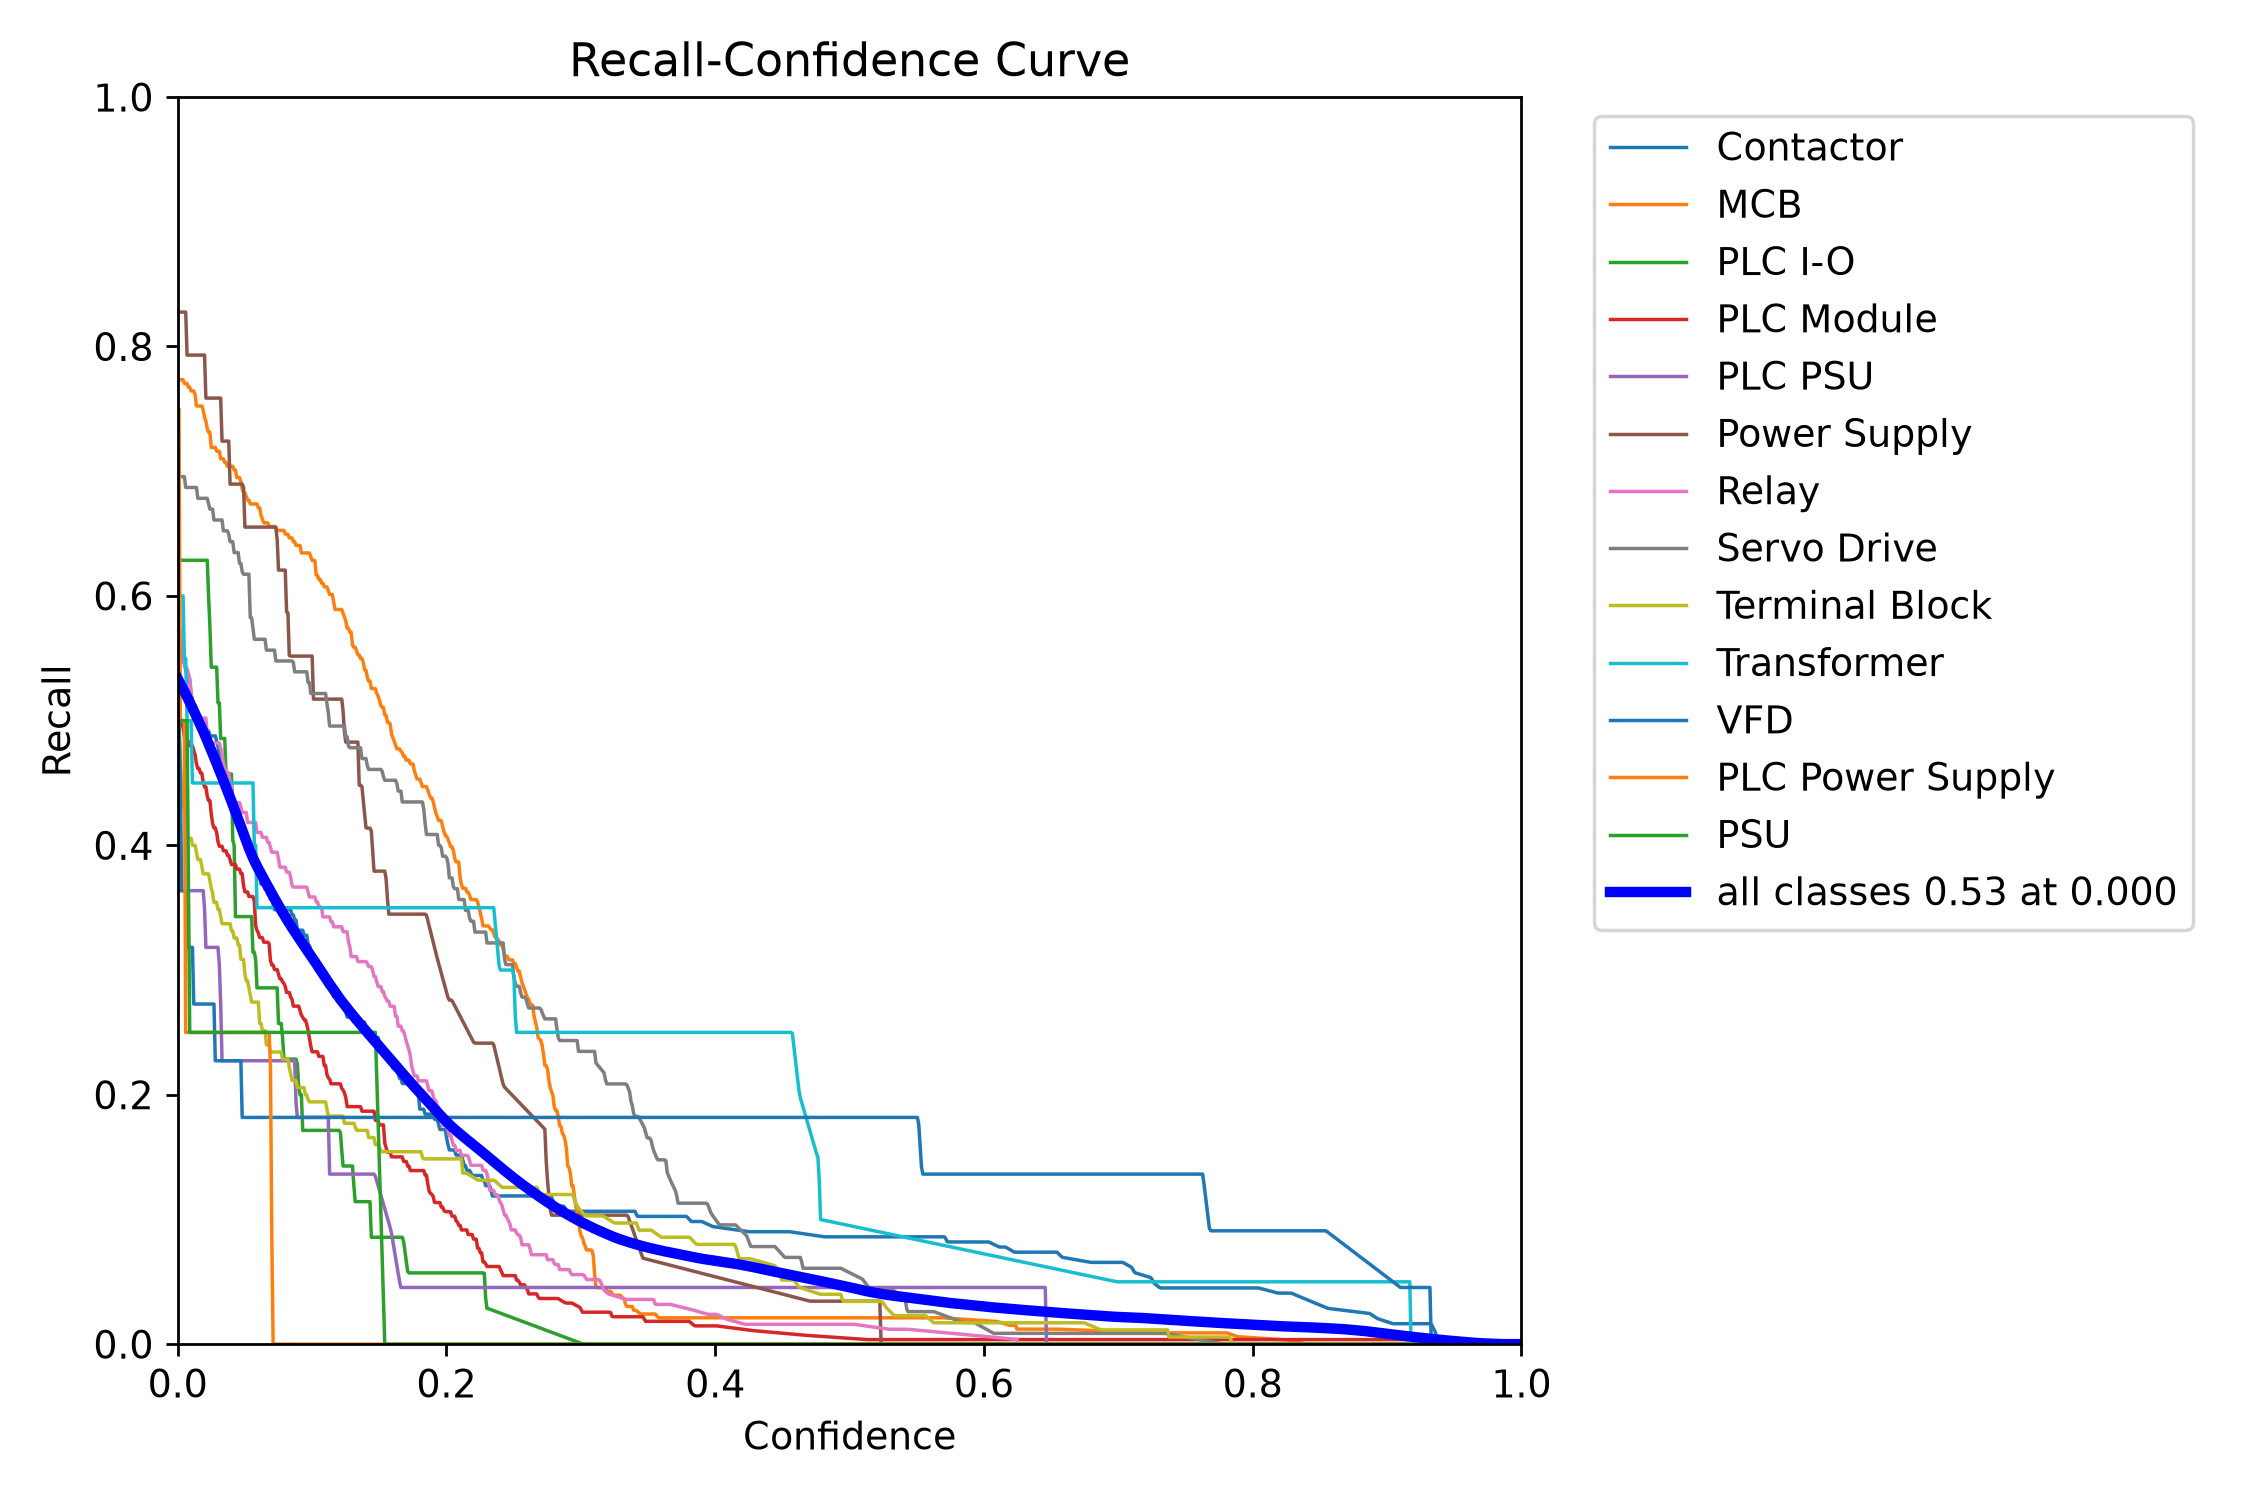 Recall-Confidence Curve
1.0
0.8
0.6
0.4
0.2
0.0
Recall
0.0 0.2 0.4 0.6 0.8 1.0
Confidence
Contactor
MCB
PLC I-O
PLC Module
PLC PSU
Power Supply
Relay
Servo Drive
Terminal Block
Transformer
VFD
PLC Power Supply
PSU
all classes 0.53 at 0.000